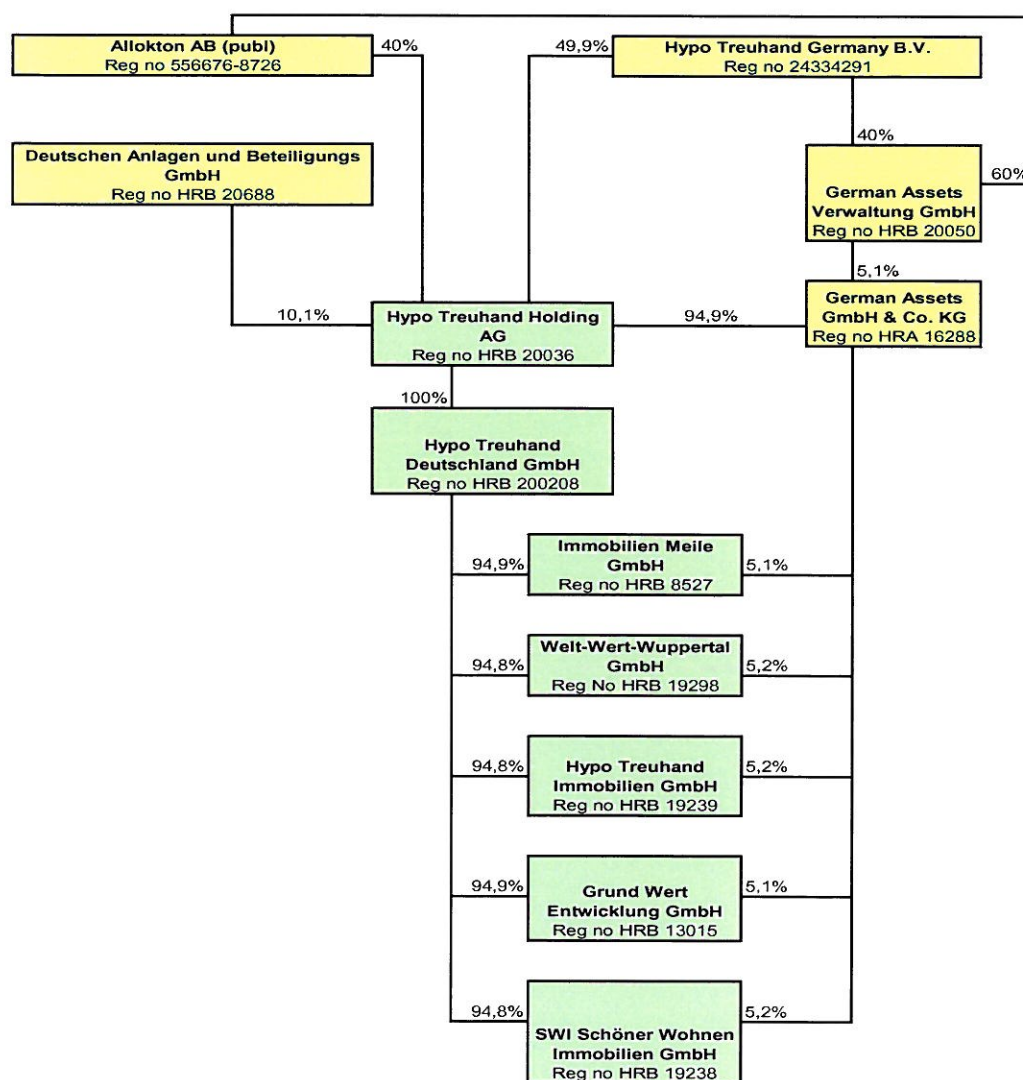 Allokton AB (publ)
Reg no 556676-8726
40%
49,9%
Hypo Treuhand Germany B.V.
Reg no 24334291
Deutschen Anlagen und Beteiligungs
GmbH
Reg no HRB 20688
40%
German Assets
Verwaltung GmbH
Reg no HRB 20050
60%
5,1%
10,1%
Hypo Treuhand Holding
AG
Reg no HRB 20036
94,9%
German Assets
GmbH & Co. KG
Reg no HRA 16288
100%
Hypo Treuhand
Deutschland GmbH
Reg no HRB 200208
94,9%
Immobilien Meile
GmbH
Reg no HRB 8527
5,1%
94,8%
Welt-Wert-Wuppertal
GmbH
Reg No HRB 19298
5,2%
94,8%
Hypo Treuhand
Immobilien GmbH
Reg no HRB 19239
5,2%
94,9%
Grund Wert
Entwicklung GmbH
Reg no HRB 13015
5,1%
94,8%
SWI Schöner Wohnen
Immobilien GmbH
Reg no HRB 19238
5,2%